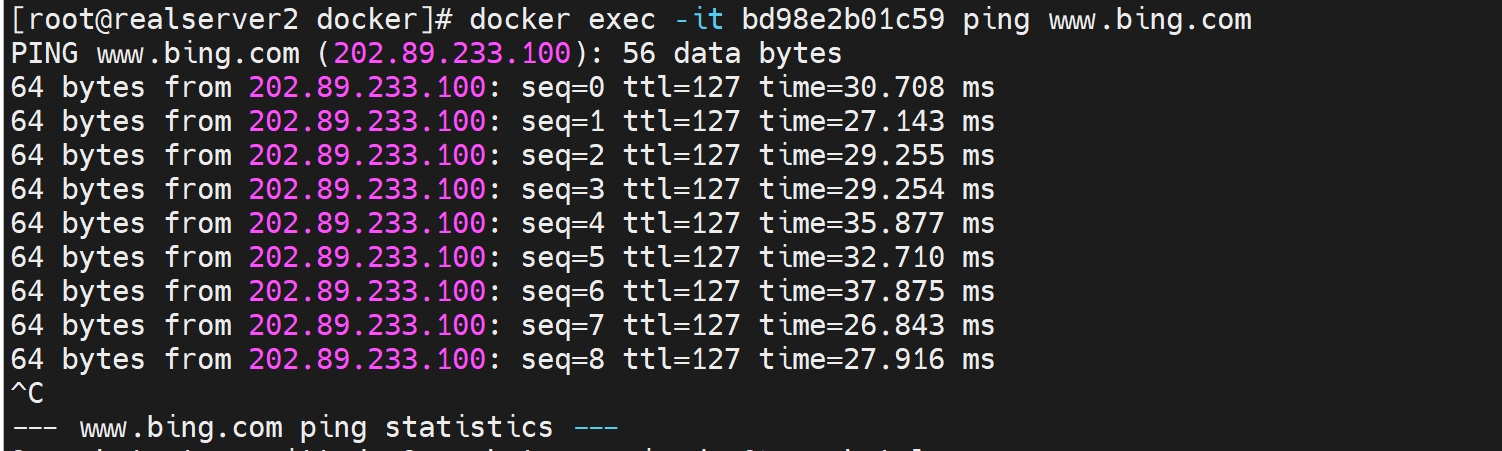 [root@realserver2 docker]# docker exec -it bd98e2b01c59 ping www.bing.com
PING www.bing.com (202.89.233.100): 56 data bytes
64 bytes from 202.89.233.100: seq=0 ttl=127 time=30.708 ms
64 bytes from 202.89.233.100: seq=1 ttl=127 time=27.143 ms
64 bytes from 202.89.233.100: seq=2 ttl=127 time=29.255 ms
64 bytes from 202.89.233.100: seq=3 ttl=127 time=29.254 ms
64 bytes from 202.89.233.100: seq=4 ttl=127 time=35.877 ms
64 bytes from 202.89.233.100: seq=5 ttl=127 time=32.710 ms
64 bytes from 202.89.233.100: seq=6 ttl=127 time=37.875 ms
64 bytes from 202.89.233.100: seq=7 ttl=127 time=26.843 ms
64 bytes from 202.89.233.100: seq=8 ttl=127 time=27.916 ms
^C
--- www.bing.com ping statistics ---